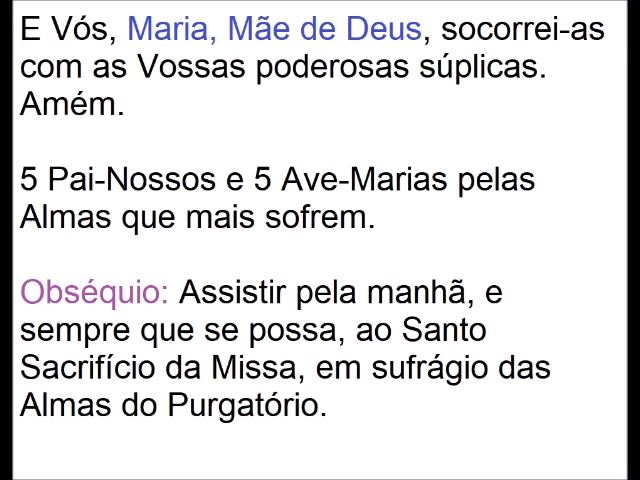 E Vós, Maria, Mãe de Deus, socorrei-as
com as Vossas poderosas súplicas.
Amém.
5 Pai-Nossos e 5 Ave-Marias pelas
Almas que mais sofrem.
Obséquio: Assistir pela manhã, e
sempre que se possa, ao Santo
Sacrifício da Missa, em sufrágio das
Almas do Purgatório.